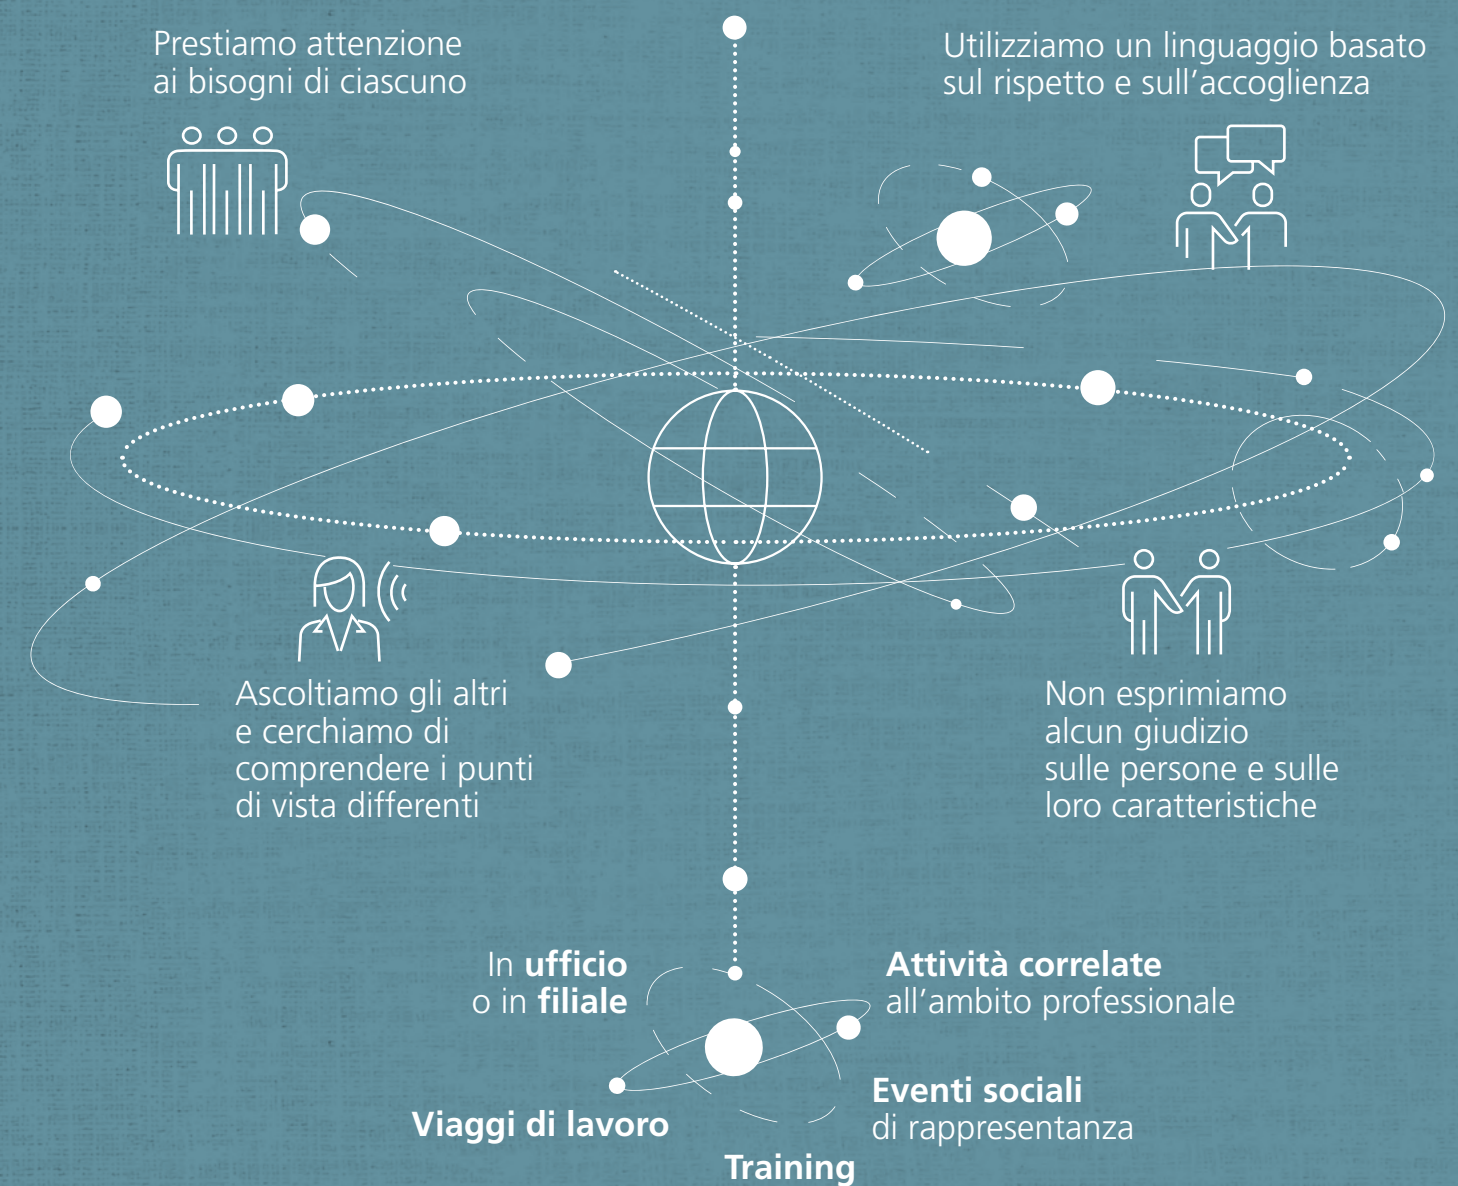 Prestiamo attenzione
ai bisogni di ciascuno
Utilizziamo un linguaggio basato
sul rispetto e sull'accoglienza
Ascoltiamo gli altri
e cerchiamo di
comprendere i punti
di vista differenti
Non esprimiamo
alcun giudizio
sulle persone e sulle
loro caratteristiche
In ufficio
o in filiale
Attività correlate
all'ambito professionale
Viaggi di lavoro
Eventi sociali
di rappresentanza
Training